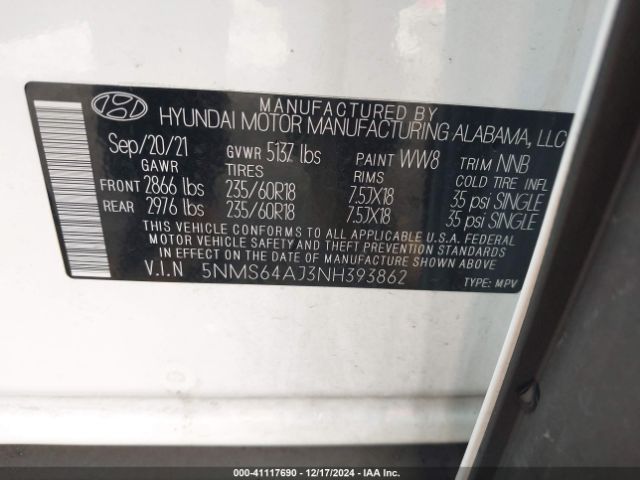 MANUFACTURED BY
HYUNDAI MOTOR MANUFACTURING ALABAMA, LLC
Sep/20/21 GVWR 5137 lbs PAINT WW8 TRIM NNB
GAWR TIRES RIMS COLD TIRE INFL
FRONT 2866 lbs 235/60R18 7.5JX18 35 psi SINGLE
REAR 2976 lbs 235/60R18 7.5JX18 35 psi SINGLE
THIS VEHICLE CONFORMS TO ALL APPLICABLE U.S.A. FEDERAL
MOTOR VEHICLE SAFETY AND THEFT PREVENTION STANDARDS
IN EFFECT ON THE DATE OF MANUFACTURE SHOWN ABOVE
V.I.N 5NMS64AJ3NH393862 TYPE: MPV
000-41117690 - 12/17/2024 - IAAI.com